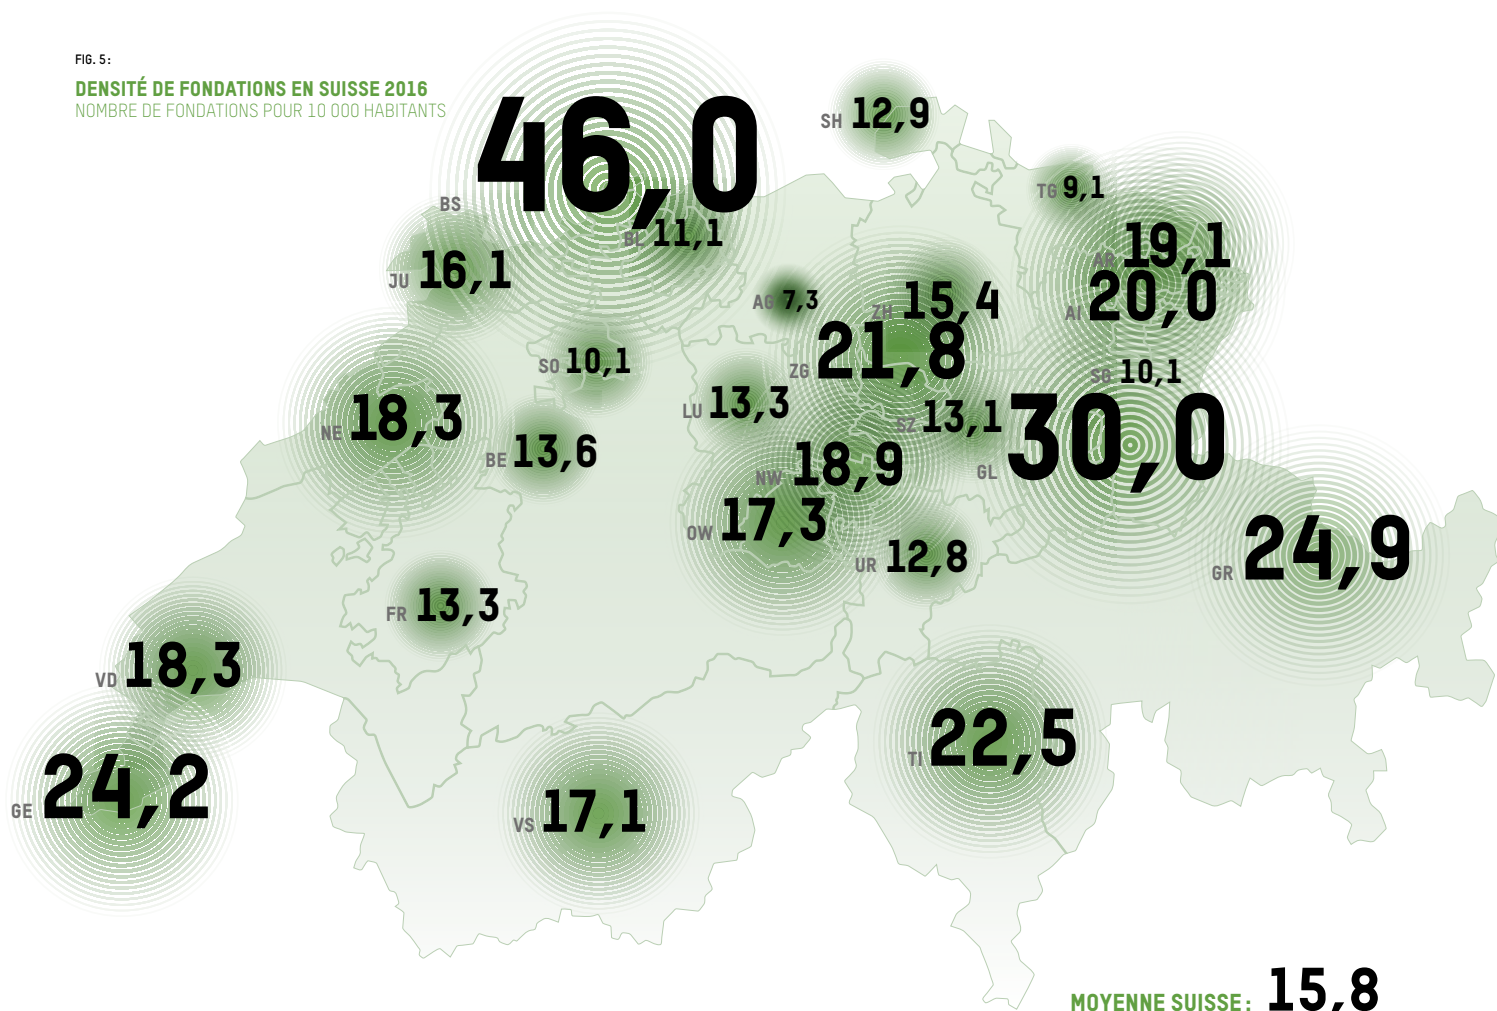 FIG. 5:
DENSITÉ DE FONDATIONS EN SUISSE 2016
NOMBRE DE FONDATIONS POUR 10 000 HABITANTS
BS 46,0
SH 12,9
TG 9,1
BL 11,1
JU 16,1
AR 19,1
AI 20,0
AG 7,3
ZH 15,4
ZG 21,8
SO 10,1
SG 10,1
LU 13,3
SZ 13,1
NE 18,3
BE 13,6
GL 30,0
NW 18,9
OW 17,3
UR 12,8
GR 24,9
FR 13,3
VD 18,3
GE 24,2
VS 17,1
TI 22,5
MOYENNE SUISSE: 15,8